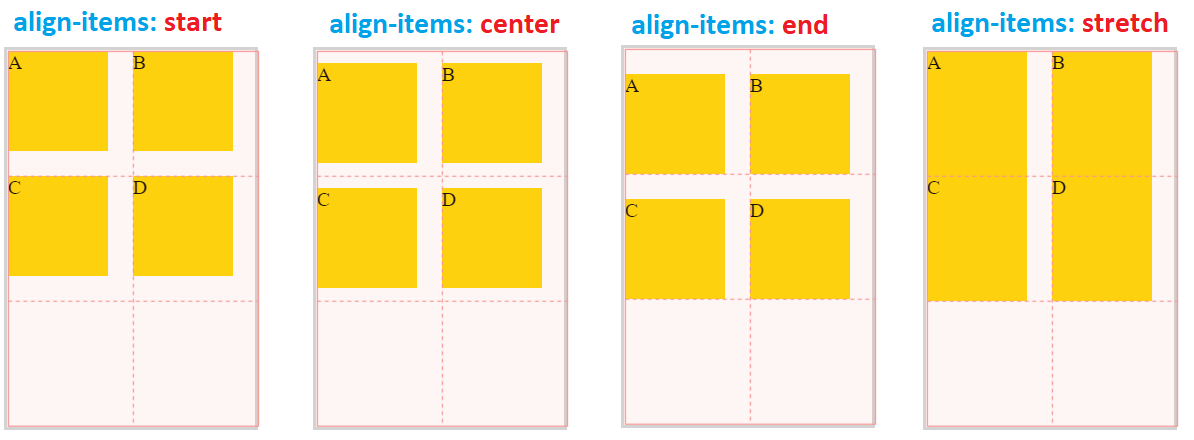 align-items: start
align-items: center
align-items: end
align-items: stretch
A B
C D
A B
C D
A B
C D
A B
C D